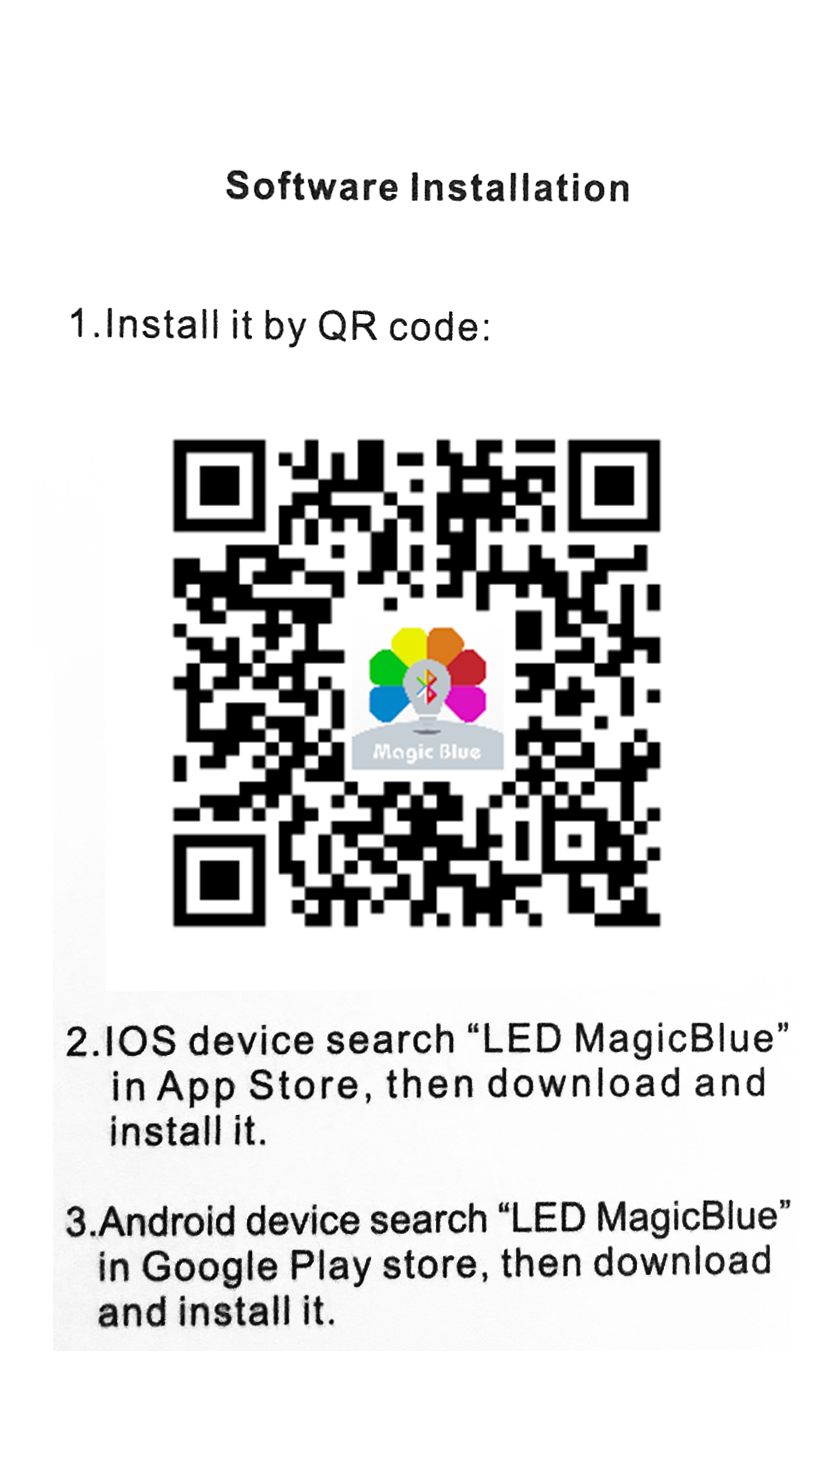 Software Installation
1.Install it by QR code:
Magic Blue
2.IOS device search “LED MagicBlue”
in App Store, then download and
install it.
3.Android device search “LED MagicBlue”
in Google Play store, then download
and install it.